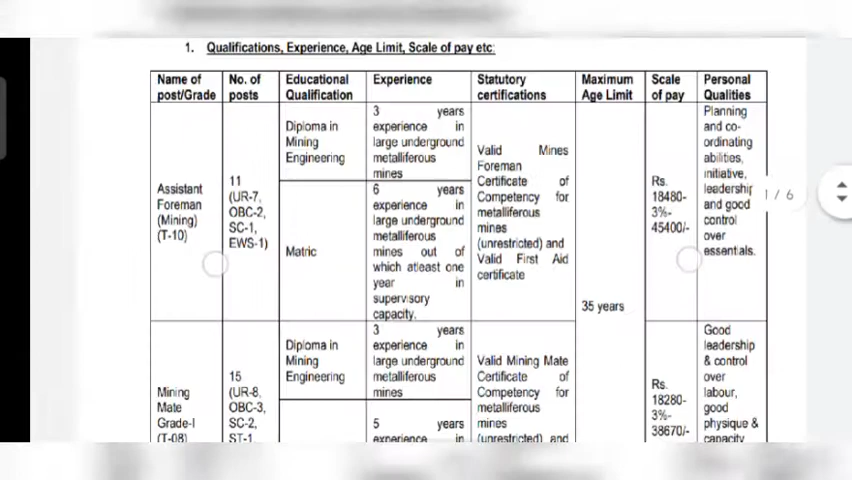 1. Qualifications, Experience, Age Limit, Scale of pay etc:
Name of post/Grade
No. of posts
Educational Qualification
Experience
Statutory certifications
Maximum Age Limit
Scale of pay
Personal Qualities
Assistant
Foreman
(Mining)
(T-10)
11
(UR-7,
OBC-2,
SC-1,
EWS-1)
Diploma in
Mining
Engineering
3 years
experience in
large underground
metalliferous
mines
Matric
6 years
experience in
large underground
metalliferous
mines out of
which atleast one
year in
supervisory
capacity.
Valid Mines
Foreman
Certificate of
Competency for
metalliferous
mines
(unrestricted) and
Valid First Aid
certificate
35 years
Rs.
18480-
3%-
45400/-
Planning
and co-
ordinating
abilities,
initiative,
leadership
and good
control
over
essentials.
1 / 6
Mining
Mate
Grade-I
(T-08)
15
(UR-8,
OBC-3,
SC-2,
ST-1,
Diploma in
Mining
Engineering
3 years
experience in
large underground
metalliferous
mines
5 years
experience in
Valid Mining Mate
Certificate of
Competency for
metalliferous
mines
(unrestricted) and
Rs.
18280-
3%-
38670/-
Good
leadership
& control
over
labour,
good
physique &
capacity